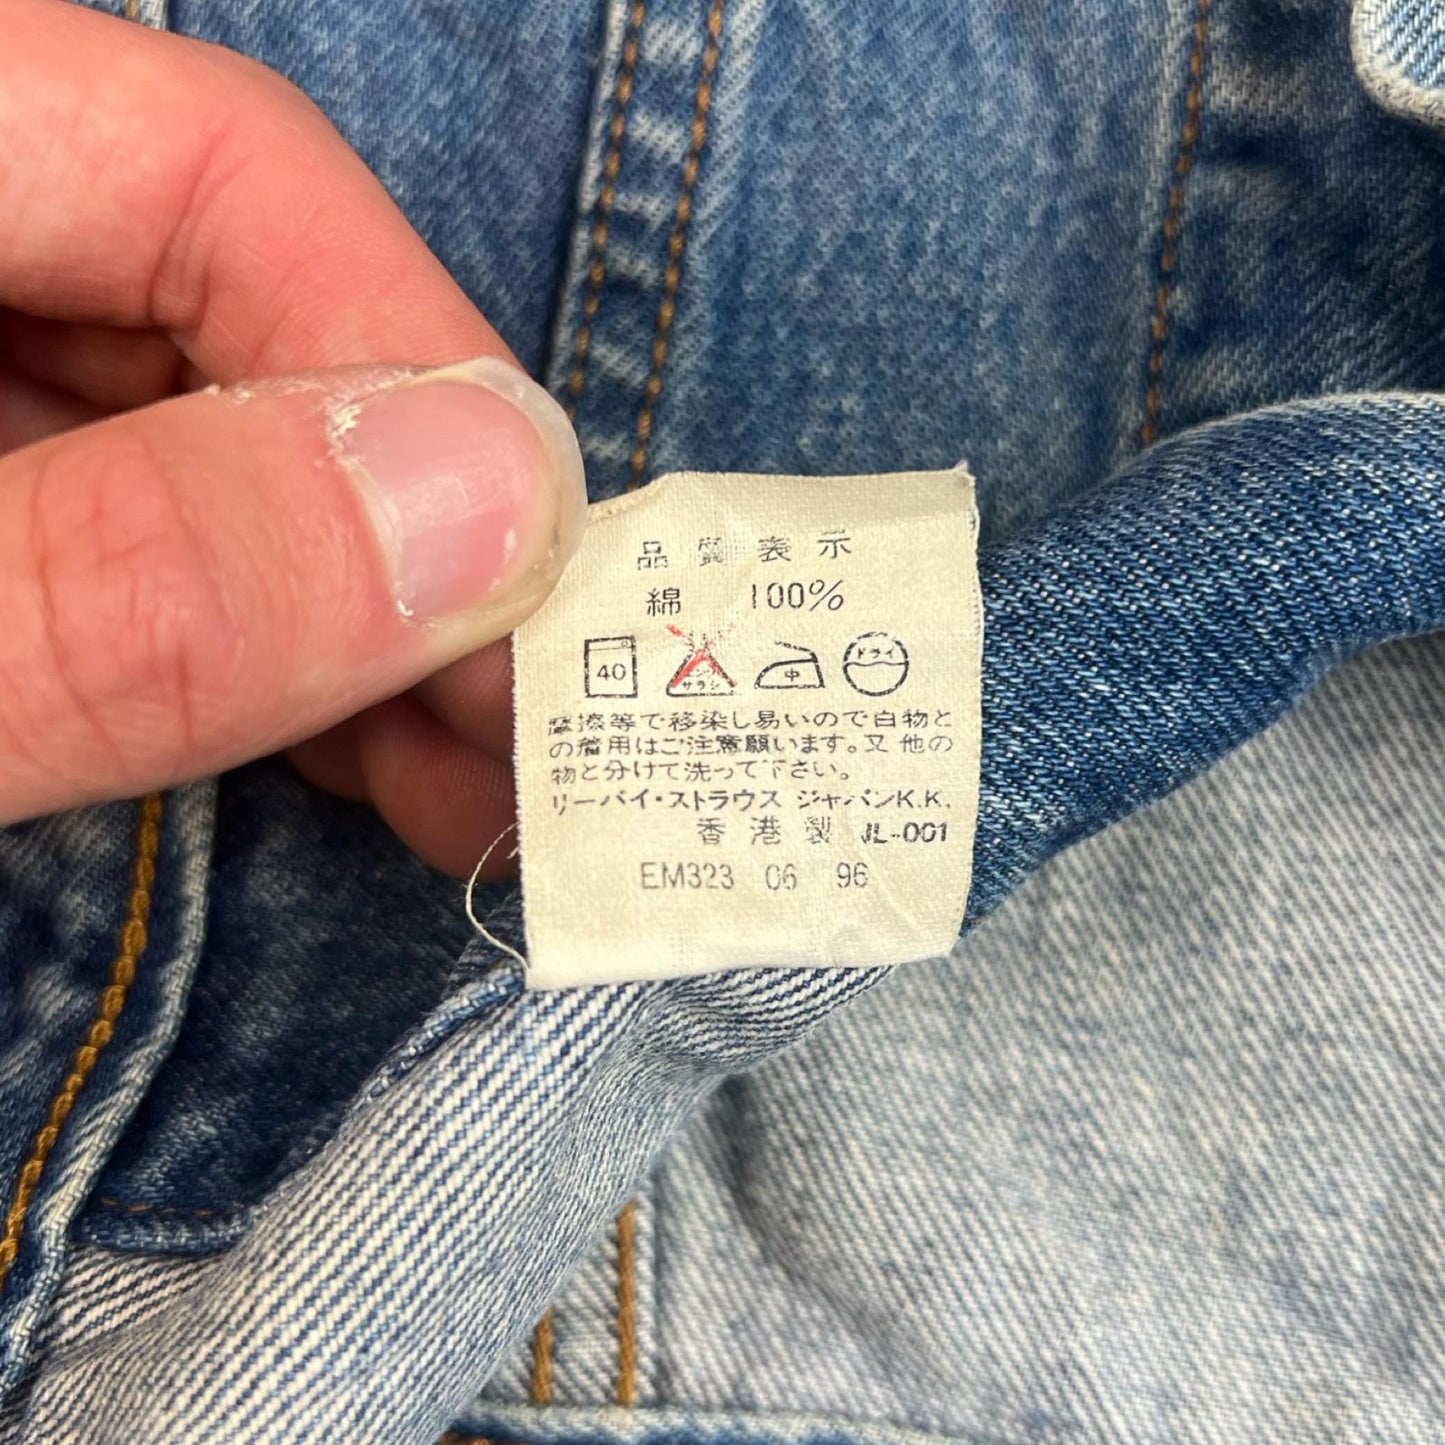 品質表示
綿 100%
40 エンソ サラシ 中 ドライ
摩擦等で移染し易いので白物と
の着用はご注意願います。又他の
物と分けて洗って下さい。
リーバイ・ストラウス ジャパンK.K.
香港製 JL-001
EM323 06 96